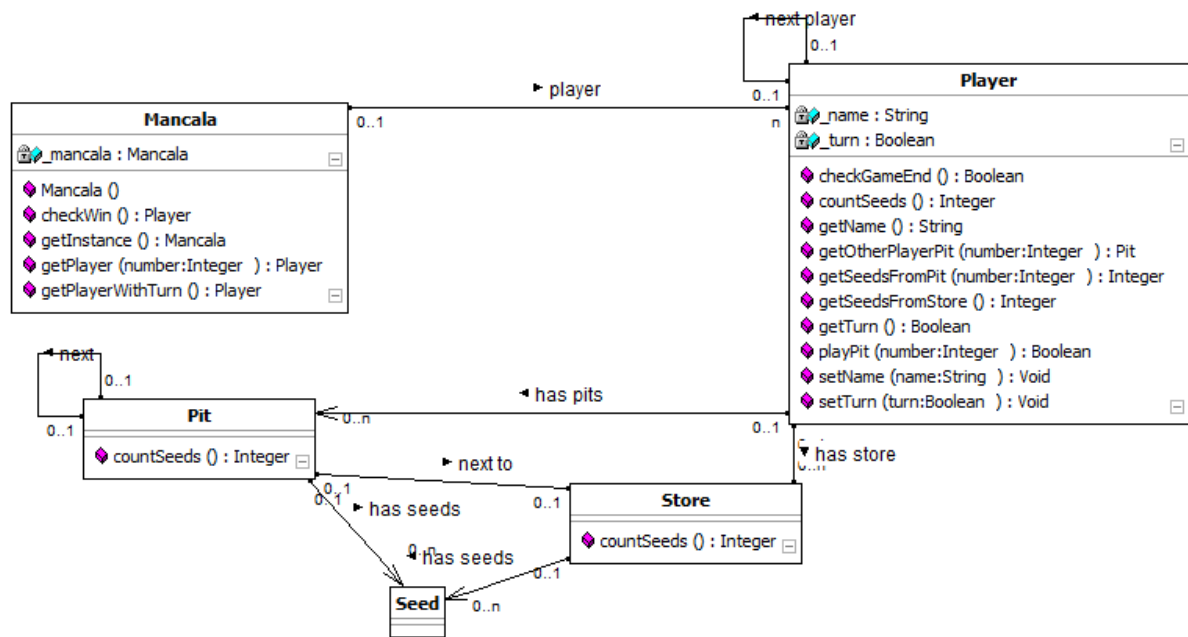 next player
0..1
0..1
Player
_name : String
_turn : Boolean
checkGameEnd () : Boolean
countSeeds () : Integer
getName () : String
getOtherPlayerPit (number:Integer ) : Pit
getSeedsFromPit (number:Integer ) : Integer
getSeedsFromStore () : Integer
getTurn () : Boolean
playPit (number:Integer ) : Boolean
setName (name:String ) : Void
setTurn (turn:Boolean ) : Void
player
0..1
n
Mancala
_mancala : Mancala
Mancala ()
checkWin () : Player
getInstance () : Mancala
getPlayer (number:Integer ) : Player
getPlayerWithTurn () : Player
next
0..1
0..1
Pit
countSeeds () : Integer
has pits
0..n
0..1
has store
0..n
next to
0..1
0..1
0..1
has seeds
Store
countSeeds () : Integer
0..n
has seeds
0..1
0..n
Seed